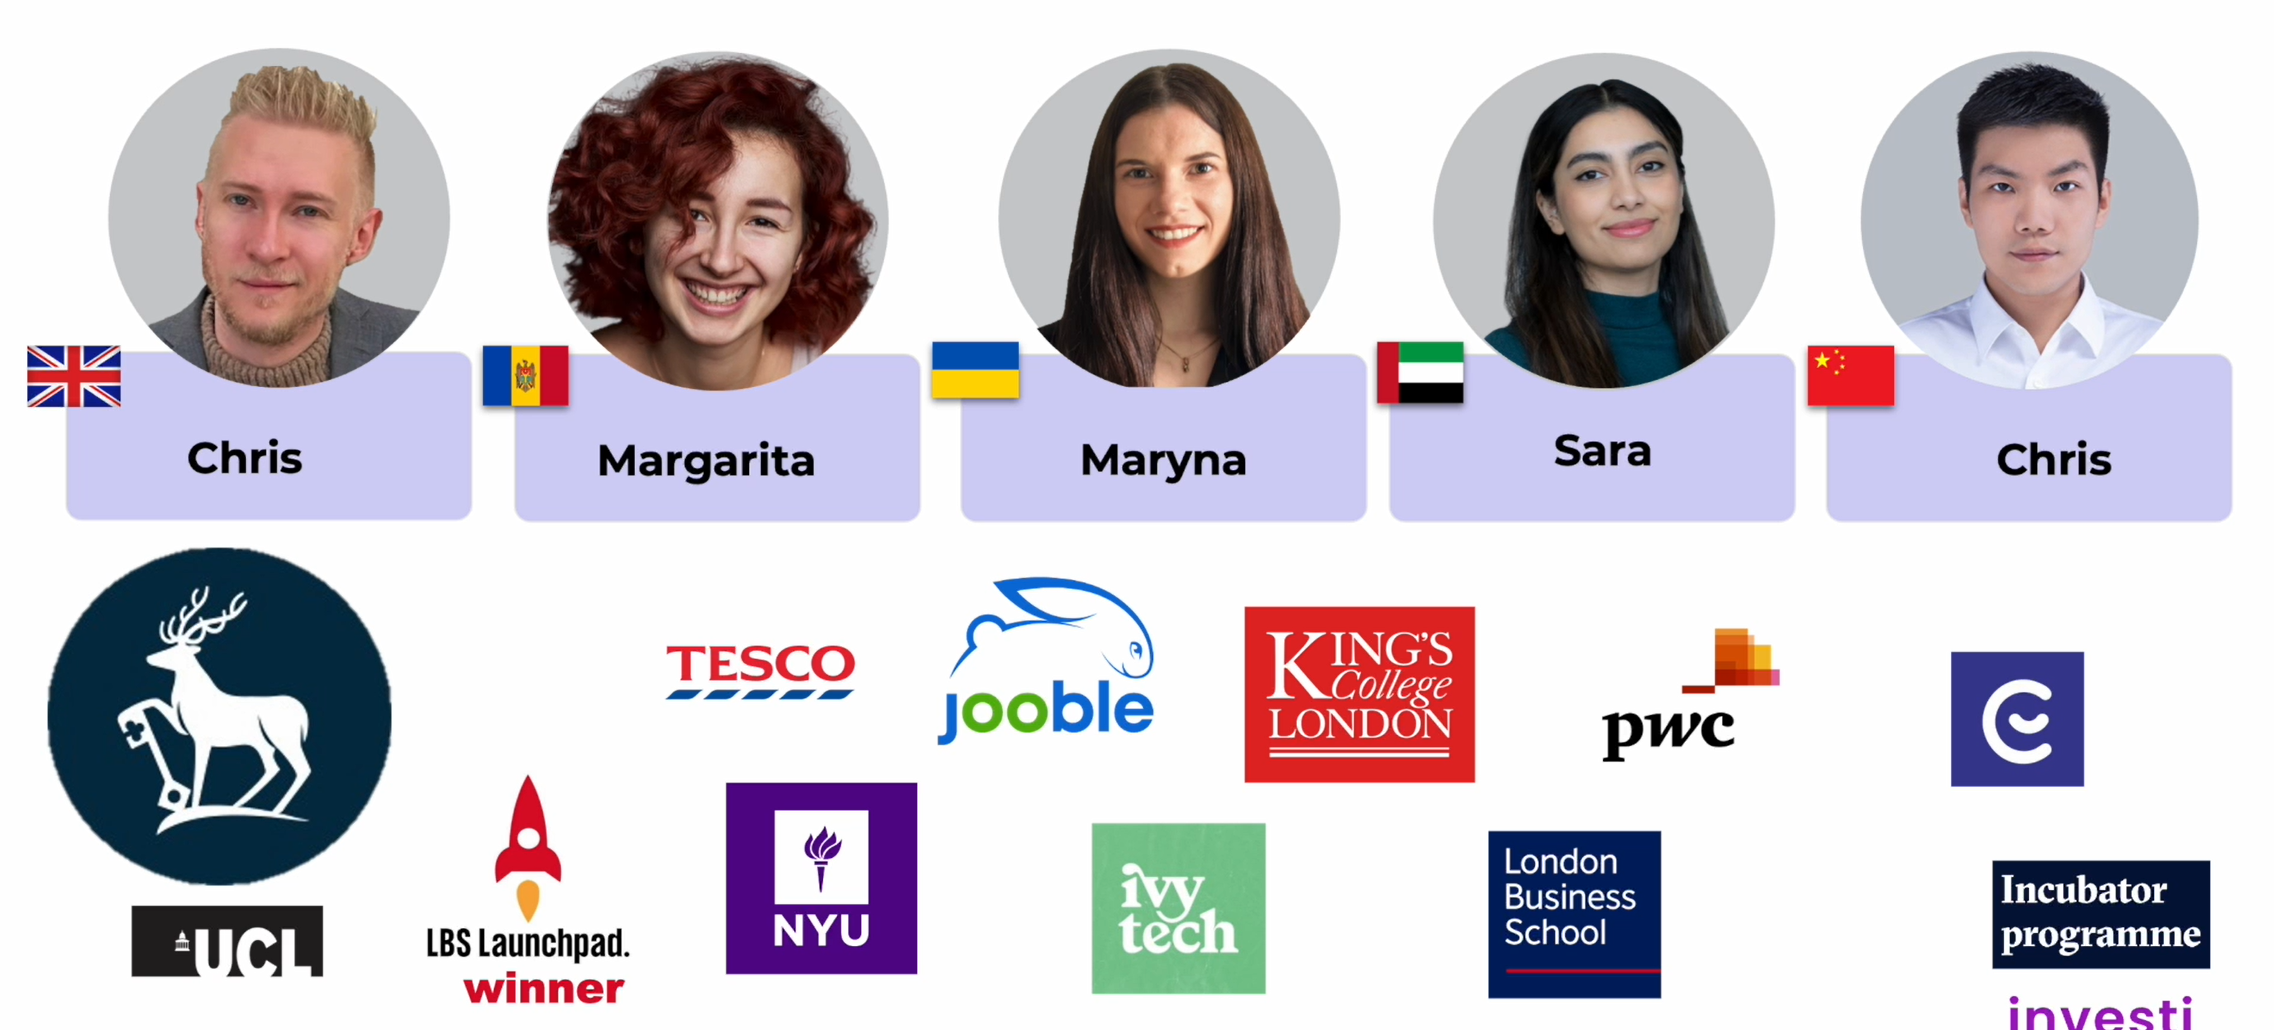 Chris
Margarita
Maryna
Sara
Chris
TESCO
jooble
KING'S
College
LONDON
pwc
UCL
LBS Launchpad.
winner
NYU
ivy
tech
London
Business
School
Incubator
programme
investi